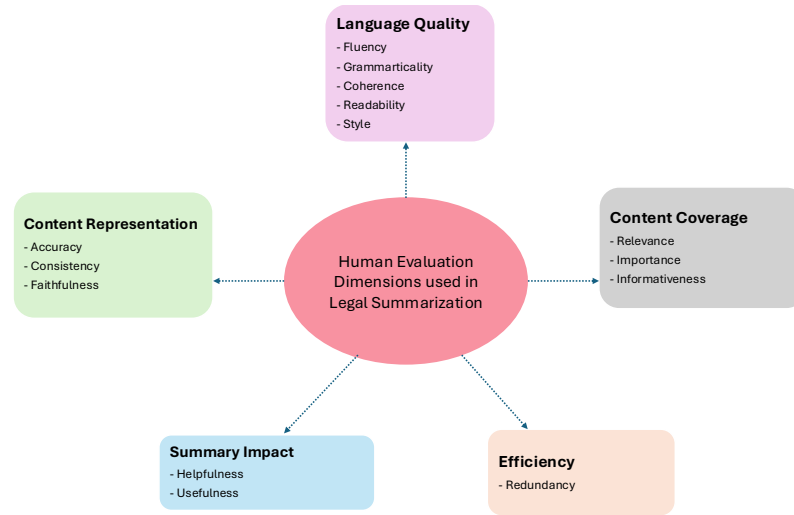 Language Quality
- Fluency
- Grammarticality
- Coherence
- Readability
- Style
Content Representation
- Accuracy
- Consistency
- Faithfulness
Human Evaluation
Dimensions used in
Legal Summarization
Content Coverage
- Relevance
- Importance
- Informativeness
Summary Impact
- Helpfulness
- Usefulness
Efficiency
- Redundancy